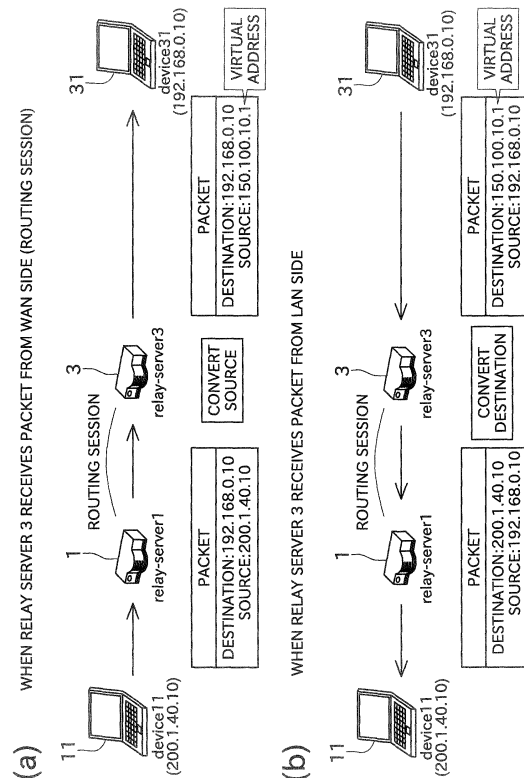 (a)
WHEN RELAY SERVER 3 RECEIVES PACKET FROM WAN SIDE (ROUTING SESSION)
11
device11
(200.1.40.10)
1
relay-server1
ROUTING SESSION
3
relay-server3
31
device31
(192.168.0.10)
PACKET
DESTINATION:192.168.0.10
SOURCE:200.1.40.10
CONVERT
SOURCE
PACKET
DESTINATION:192.168.0.10
SOURCE:150.100.10.1
VIRTUAL
ADDRESS
(b)
WHEN RELAY SERVER 3 RECEIVES PACKET FROM LAN SIDE
11
device11
(200.1.40.10)
1
relay-server1
ROUTING SESSION
3
relay-server3
31
device31
(192.168.0.10)
PACKET
DESTINATION:200.1.40.10
SOURCE:192.168.0.10
CONVERT
DESTINATION
PACKET
DESTINATION:150.100.10.1
SOURCE:192.168.0.10
VIRTUAL
ADDRESS